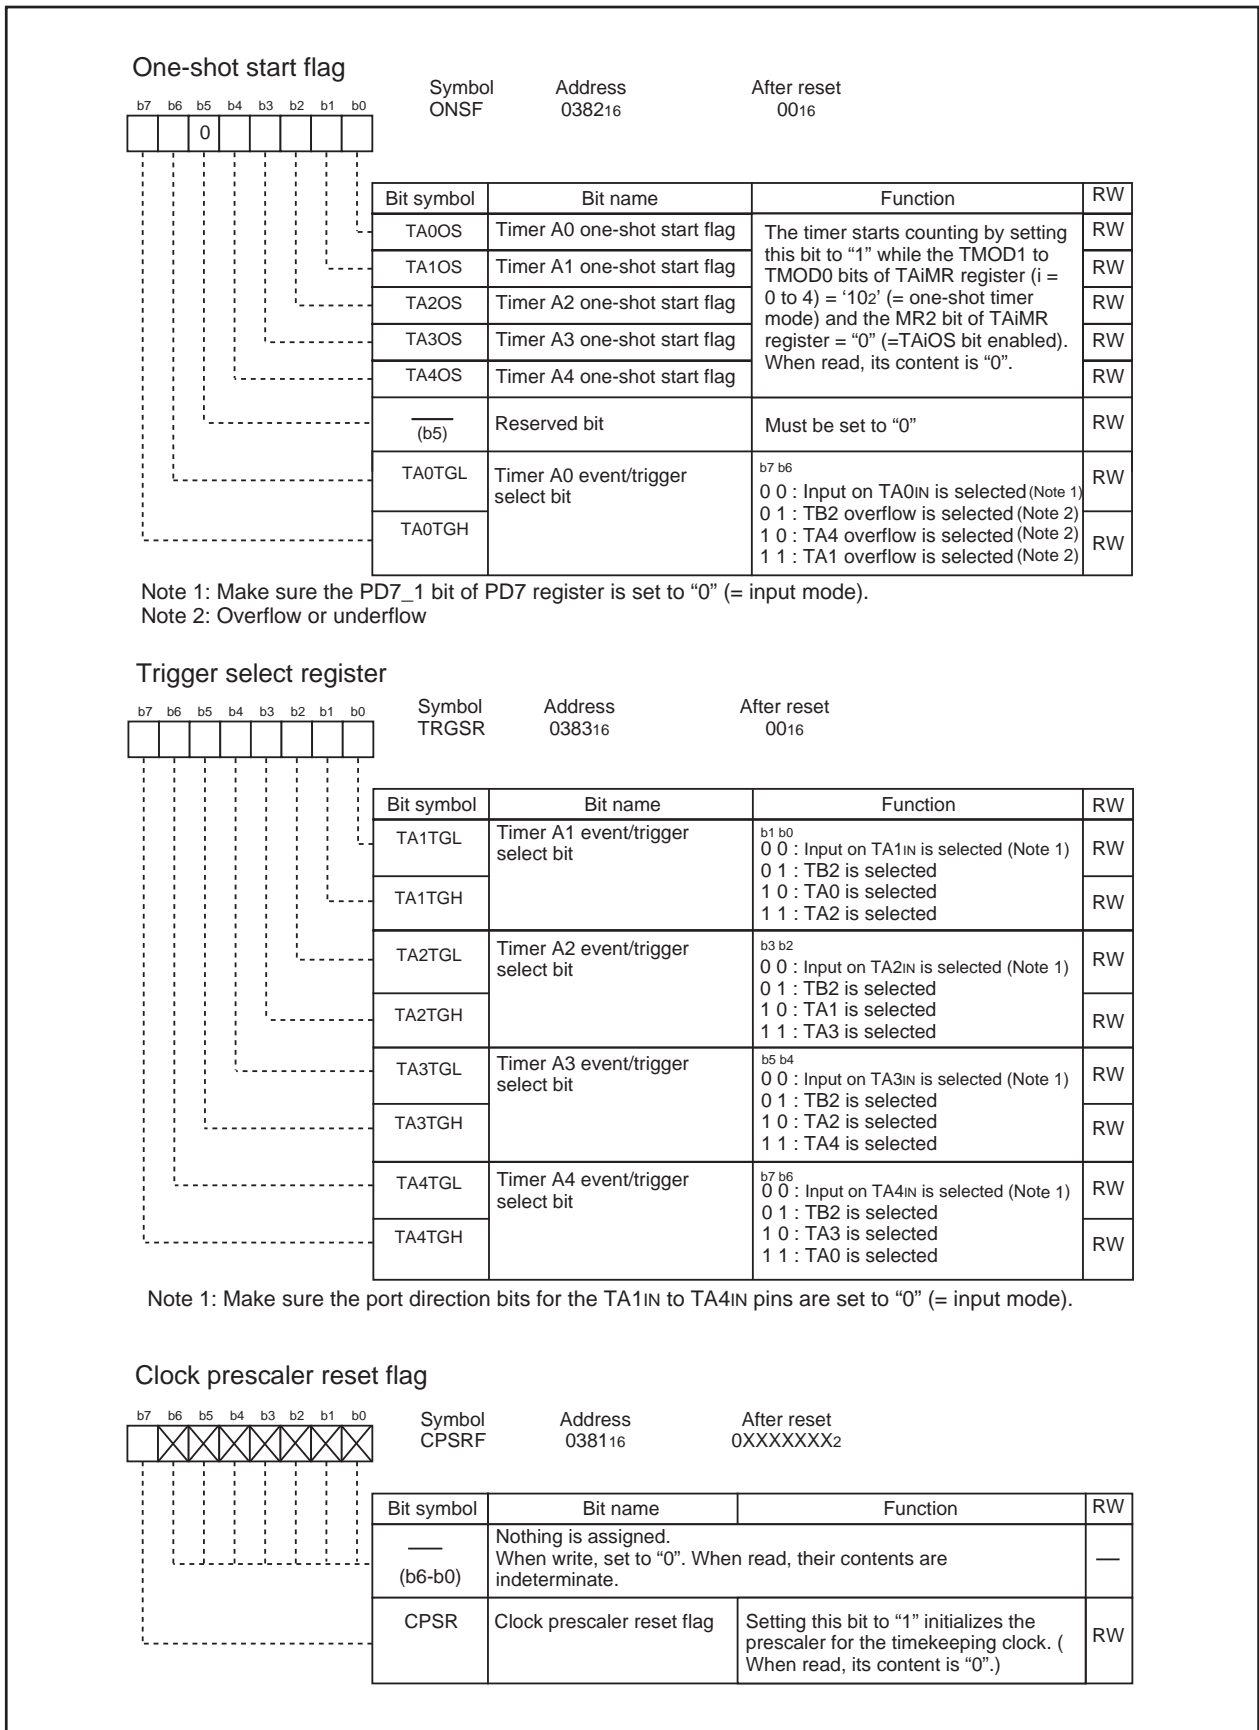 One-shot start flag
Symbol Address After reset
b7 b6 b5 b4 b3 b2 b1 b0
ONSF 038216 0016
0
Bit symbol Bit name Function RW
TA0OS Timer A0 one-shot start flag RW
TA1OS Timer A1 one-shot start flag RW
TA2OS Timer A2 one-shot start flag RW
TA3OS Timer A3 one-shot start flag RW
TA4OS Timer A4 one-shot start flag RW
The timer starts counting by setting
this bit to “1” while the TMOD1 to
TMOD0 bits of TAiMR register (i =
0 to 4) = ‘102’ (= one-shot timer
mode) and the MR2 bit of TAiMR
register = “0” (=TAiOS bit enabled).
When read, its content is “0”.
(b5) Reserved bit Must be set to “0” RW
TA0TGL Timer A0 event/trigger RW
select bit
TA0TGH RW
b7 b6
0 0 : Input on TA0IN is selected (Note 1)
0 1 : TB2 overflow is selected (Note 2)
1 0 : TA4 overflow is selected (Note 2)
1 1 : TA1 overflow is selected (Note 2)
Note 1: Make sure the PD7_1 bit of PD7 register is set to “0” (= input mode).
Note 2: Overflow or underflow
Trigger select register
Symbol Address After reset
b7 b6 b5 b4 b3 b2 b1 b0
TRGSR 038316 0016
Bit symbol Bit name Function RW
TA1TGL Timer A1 event/trigger RW
select bit
TA1TGH RW
b1 b0
0 0 : Input on TA1IN is selected (Note 1)
0 1 : TB2 is selected
1 0 : TA0 is selected
1 1 : TA2 is selected
TA2TGL Timer A2 event/trigger RW
select bit
TA2TGH RW
b3 b2
0 0 : Input on TA2IN is selected (Note 1)
0 1 : TB2 is selected
1 0 : TA1 is selected
1 1 : TA3 is selected
TA3TGL Timer A3 event/trigger RW
select bit
TA3TGH RW
b5 b4
0 0 : Input on TA3IN is selected (Note 1)
0 1 : TB2 is selected
1 0 : TA2 is selected
1 1 : TA4 is selected
TA4TGL Timer A4 event/trigger RW
select bit
TA4TGH RW
b7 b6
0 0 : Input on TA4IN is selected (Note 1)
0 1 : TB2 is selected
1 0 : TA3 is selected
1 1 : TA0 is selected
Note 1: Make sure the port direction bits for the TA1IN to TA4IN pins are set to “0” (= input mode).
Clock prescaler reset flag
b7 b6 b5 b4 b3 b2 b1 b0
Symbol Address After reset
CPSRF 038116 0XXXXXXX2
Bit symbol Bit name Function RW
(b6-b0)
Nothing is assigned.
When write, set to “0”. When read, their contents are
indeterminate.
—
CPSR Clock prescaler reset flag RW
Setting this bit to “1” initializes the
prescaler for the timekeeping clock. (
When read, its content is “0”.)